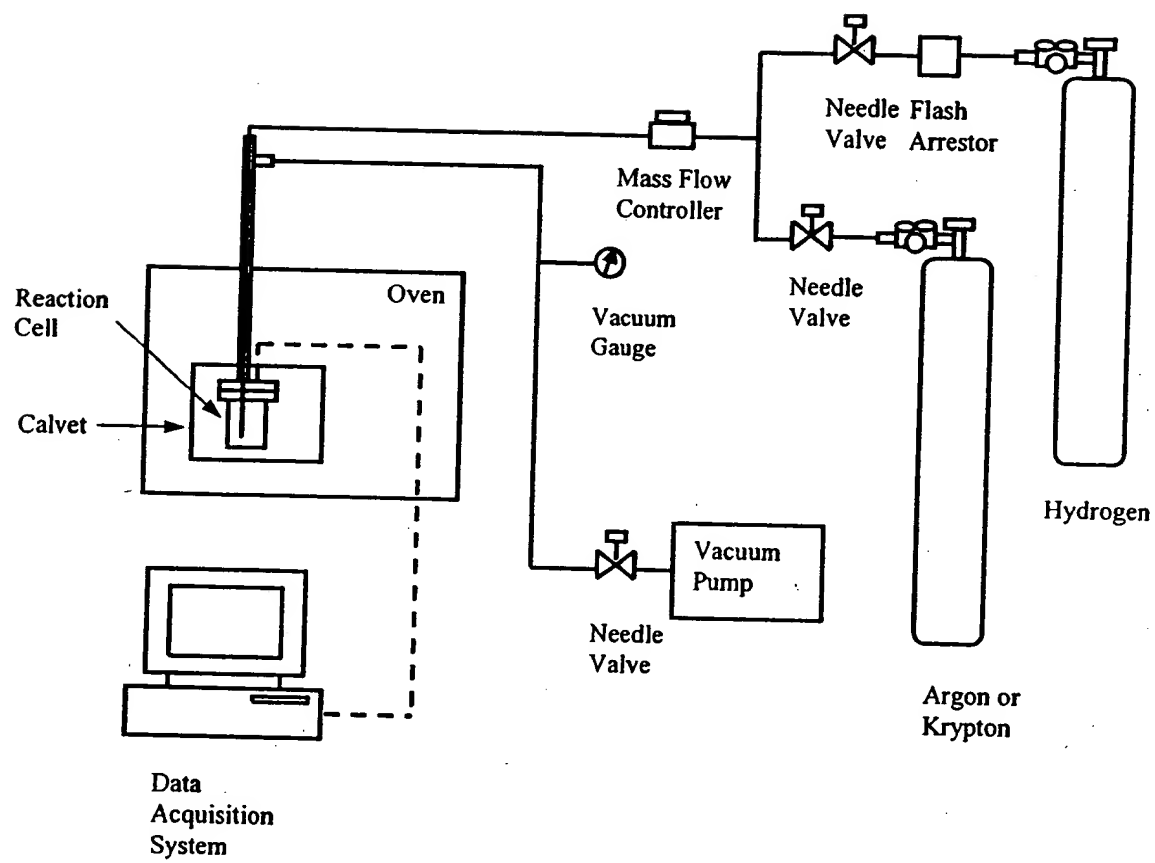 Needle
Valve
Flash
Arrestor
Mass Flow
Controller
Oven
Reaction
Cell
Needle
Valve
Vacuum
Gauge
Calvet
Hydrogen
Vacuum
Pump
Needle
Valve
Argon or
Krypton
Data
Acquisition
System